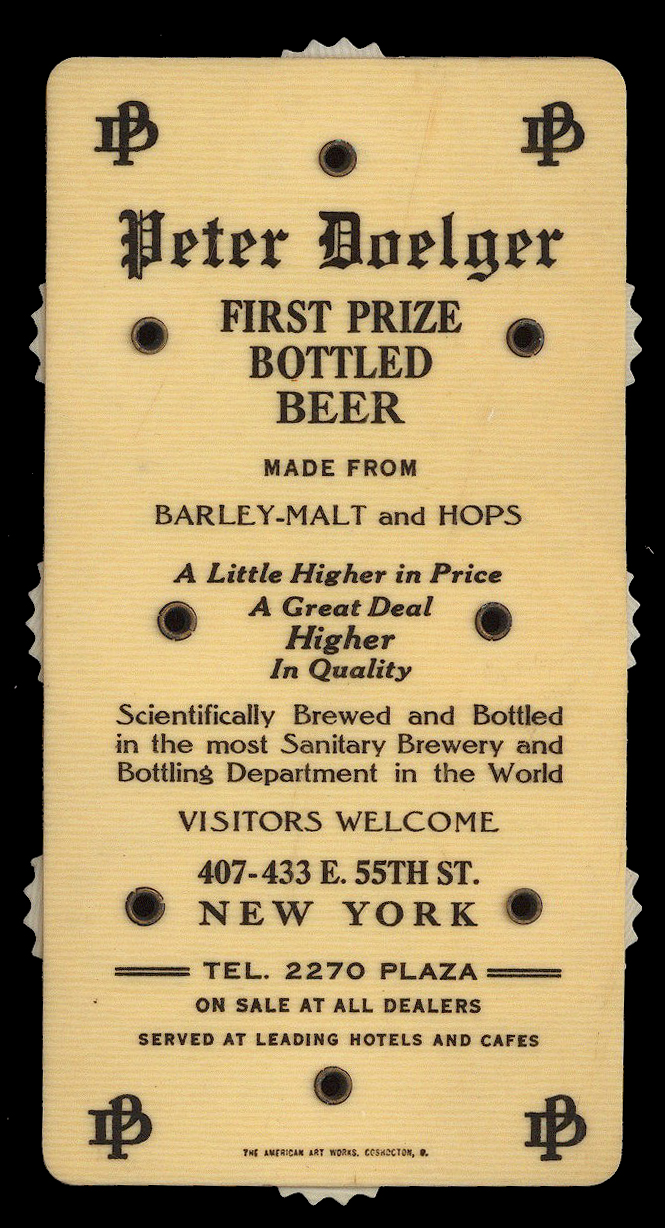 PD PD
Peter Doelger
FIRST PRIZE
BOTTLED
BEER
MADE FROM
BARLEY-MALT and HOPS
A Little Higher in Price
A Great Deal
Higher
In Quality
Scientifically Brewed and Bottled
in the most Sanitary Brewery and
Bottling Department in the World
VISITORS WELCOME
407-433 E. 55TH ST.
NEW YORK
TEL. 2270 PLAZA
ON SALE AT ALL DEALERS
SERVED AT LEADING HOTELS AND CAFES
PD PD
THE AMERICAN ART WORKS, COSHOCTON, O.